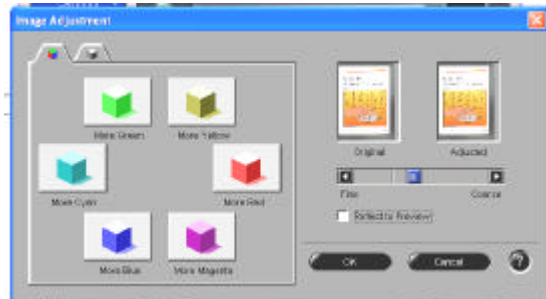 Image Adjustment
More Green
More Yellow
Original
Adjusted
More Cyan
More Red
Fine
Coarse
Reflect to Preview
More Blue
More Magenta
OK
Cancel
?